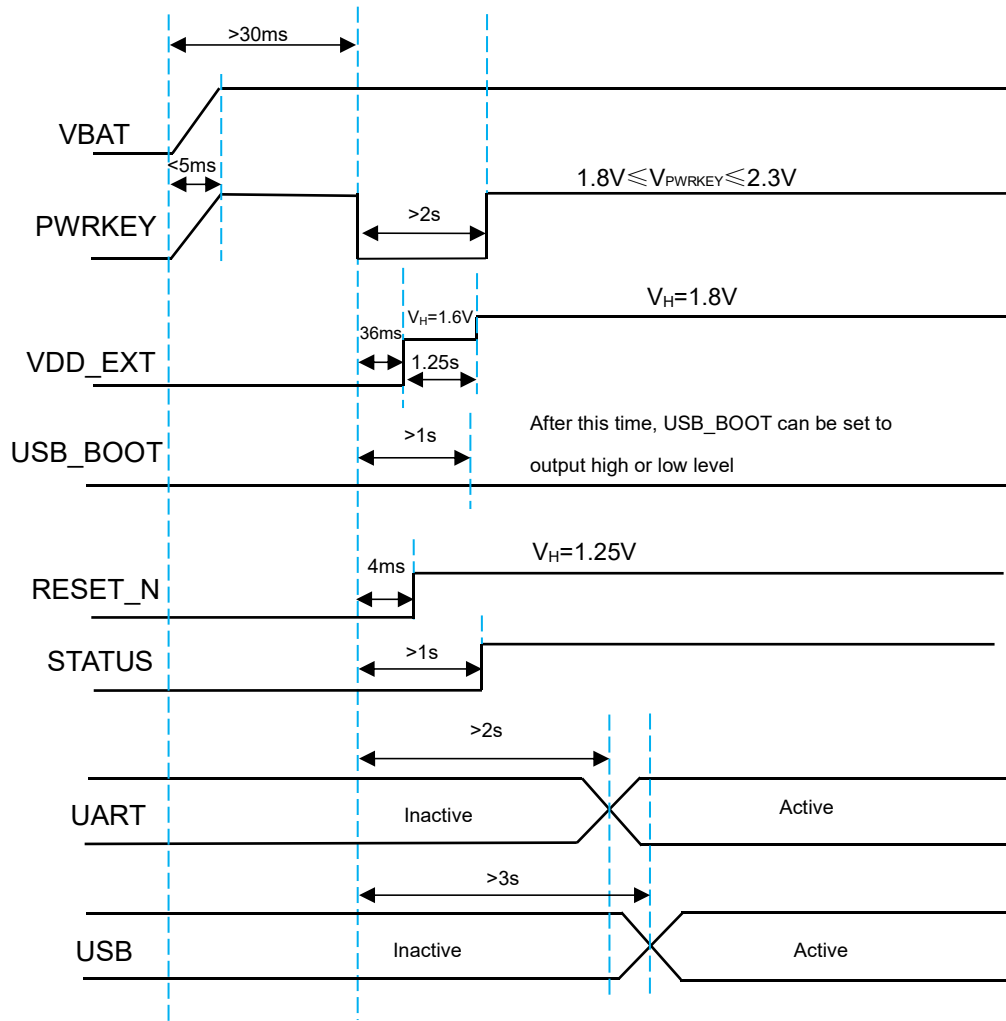 >30ms
VBAT
<5ms
1.8V≤VPWRKEY≤2.3V
PWRKEY
>2s
VH=1.8V
VH=1.6V
36ms
VDD_EXT
1.25s
>1s
After this time, USB_BOOT can be set to
output high or low level
USB_BOOT
VH=1.25V
4ms
RESET_N
STATUS
>1s
>2s
UART
Inactive
Active
>3s
USB
Inactive
Active